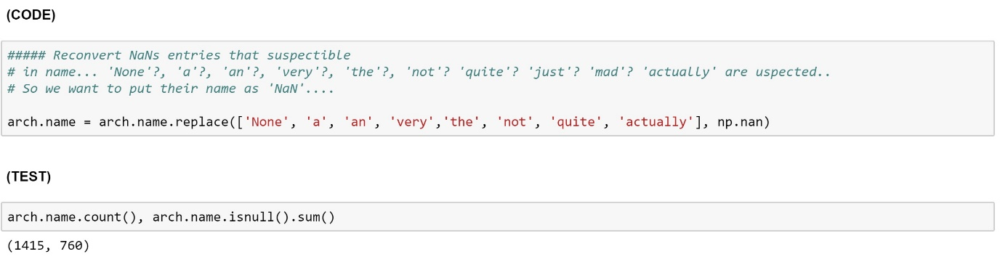 (CODE)
##### Reconvert NaNs entries that suspectible
# in name... 'None'?, 'a'?, 'an'?, 'very'?, 'the'?, 'not'? 'quite'? 'just'? 'mad'? 'actually' are uspected..
# So we want to put their name as 'NaN'....
arch.name = arch.name.replace(['None', 'a', 'an', 'very','the', 'not', 'quite', 'actually'], np.nan)
(TEST)
arch.name.count(), arch.name.isnull().sum()
(1415, 760)